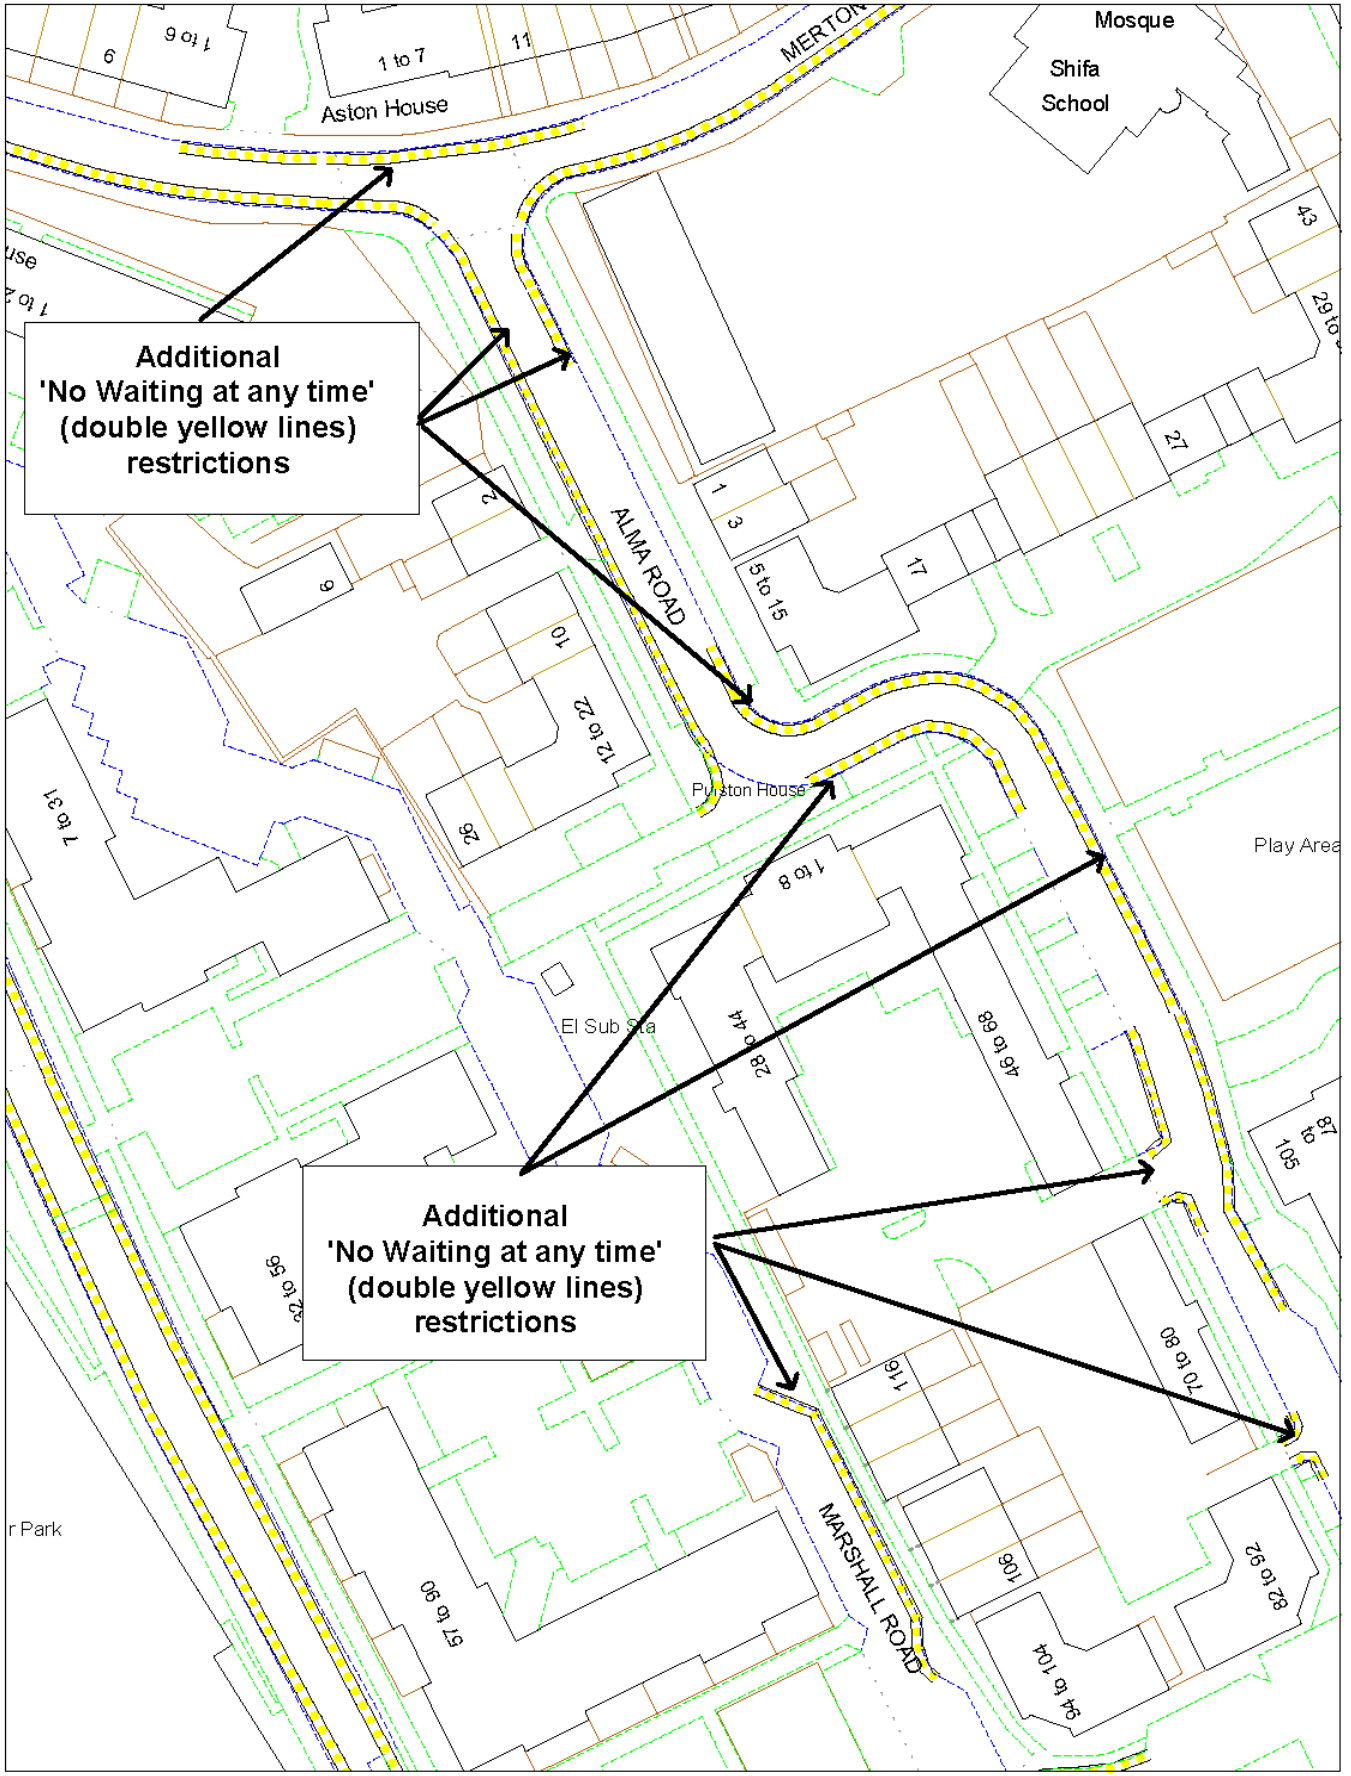 Mosque
Shifa
School
MERTON
6
1 to 6
1 to 7
11
Aston House
43
29 to
use
1 to 2
Additional
'No Waiting at any time'
(double yellow lines)
restrictions
27
2
1
3
ALMA ROAD
5 to 15
17
6
10
12 to 22
26
Purston House
7 to 31
1 to 8
Play Area
El Sub Sta
28 to 44
46 to 68
87
to
105
Additional
'No Waiting at any time'
(double yellow lines)
restrictions
32 to 56
70 to 80
116
r Park
MARSHALL ROAD
106
82 to 92
57 to 90
94 to 104